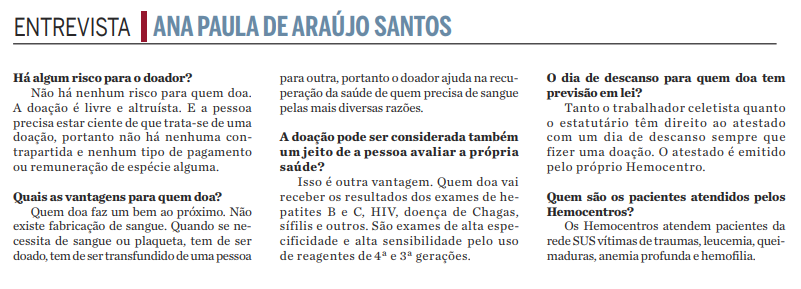 ENTREVISTA | ANA PAULA DE ARAÚJO SANTOS
Há algum risco para o doador?
Não há nenhum risco para quem doa.
A doação é livre e altruísta. E a pessoa
precisa estar ciente de que trata-se de uma
doação, portanto não há nenhuma con-
trapartida e nenhum tipo de pagamento
ou remuneração de espécie alguma.
Quais as vantagens para quem doa?
Quem doa faz um bem ao próximo. Não
existe fabricação de sangue. Quando se ne-
cessita de sangue ou plaqueta, tem de ser
doado, tem de ser transfundido de uma pessoa
para outra, portanto o doador ajuda na recu-
peração da saúde de quem precisa de sangue
pelas mais diversas razões.
A doação pode ser considerada também
um jeito de a pessoa avaliar a própria
saúde?
Isso é outra vantagem. Quem doa vai
receber os resultados dos exames de he-
patites B e C, HIV, doença de Chagas,
sífilis e outros. São exames de alta espe-
cificidade e alta sensibilidade pelo uso
de reagentes de 4ª e 3ª gerações.
O dia de descanso para quem doa tem
previsão em lei?
Tanto o trabalhador celetista quanto
o estatutário têm direito ao atestado
com um dia de descanso sempre que
fizer uma doação. O atestado é emitido
pelo próprio Hemocentro.
Quem são os pacientes atendidos pelos
Hemocentros?
Os Hemocentros atendem pacientes da
rede SUS vítimas de traumas, leucemia, quei-
maduras, anemia profunda e hemofilia.